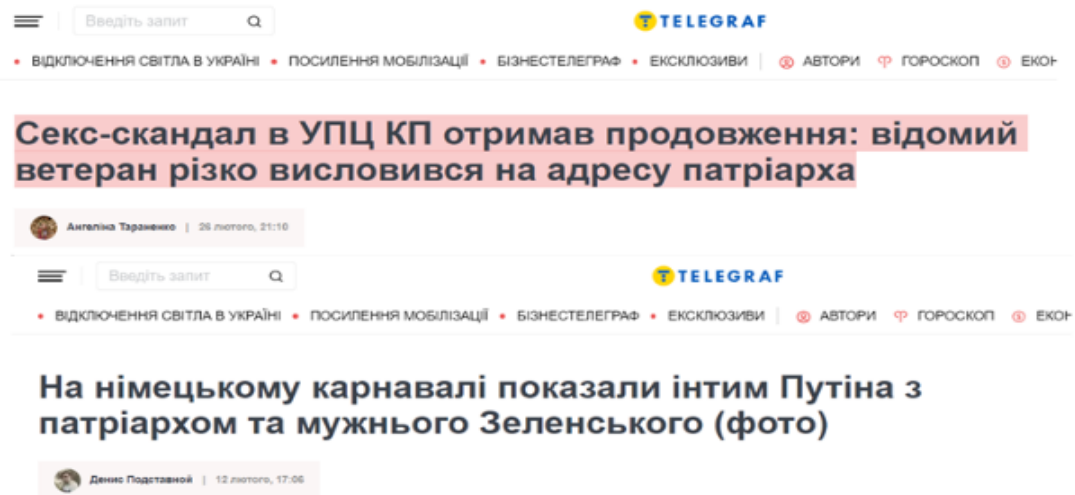 Введіть запит
TELEGRAF
ВІДКЛЮЧЕННЯ СВІТЛА В УКРАЇНІ • ПОСИЛЕННЯ МОБІЛІЗАЦІЇ • БІЗНЕСТЕЛЕГРАФ • ЕКСКЛЮЗИВИ | АВТОРИ ГОРОСКОП ЕКОН
Секс-скандал в УПЦ КП отримав продовження: відомий
ветеран різко висловився на адресу патріарха
Ангеліна Тараненко | 26 лютого, 21:10
Введіть запит
TELEGRAF
ВІДКЛЮЧЕННЯ СВІТЛА В УКРАЇНІ • ПОСИЛЕННЯ МОБІЛІЗАЦІЇ • БІЗНЕСТЕЛЕГРАФ • ЕКСКЛЮЗИВИ | АВТОРИ ГОРОСКОП ЕКОН
На німецькому карнавалі показали інтим Путіна з
патріархом та мужнього Зеленського (фото)
Денис Подставной | 12 лютого, 17:06